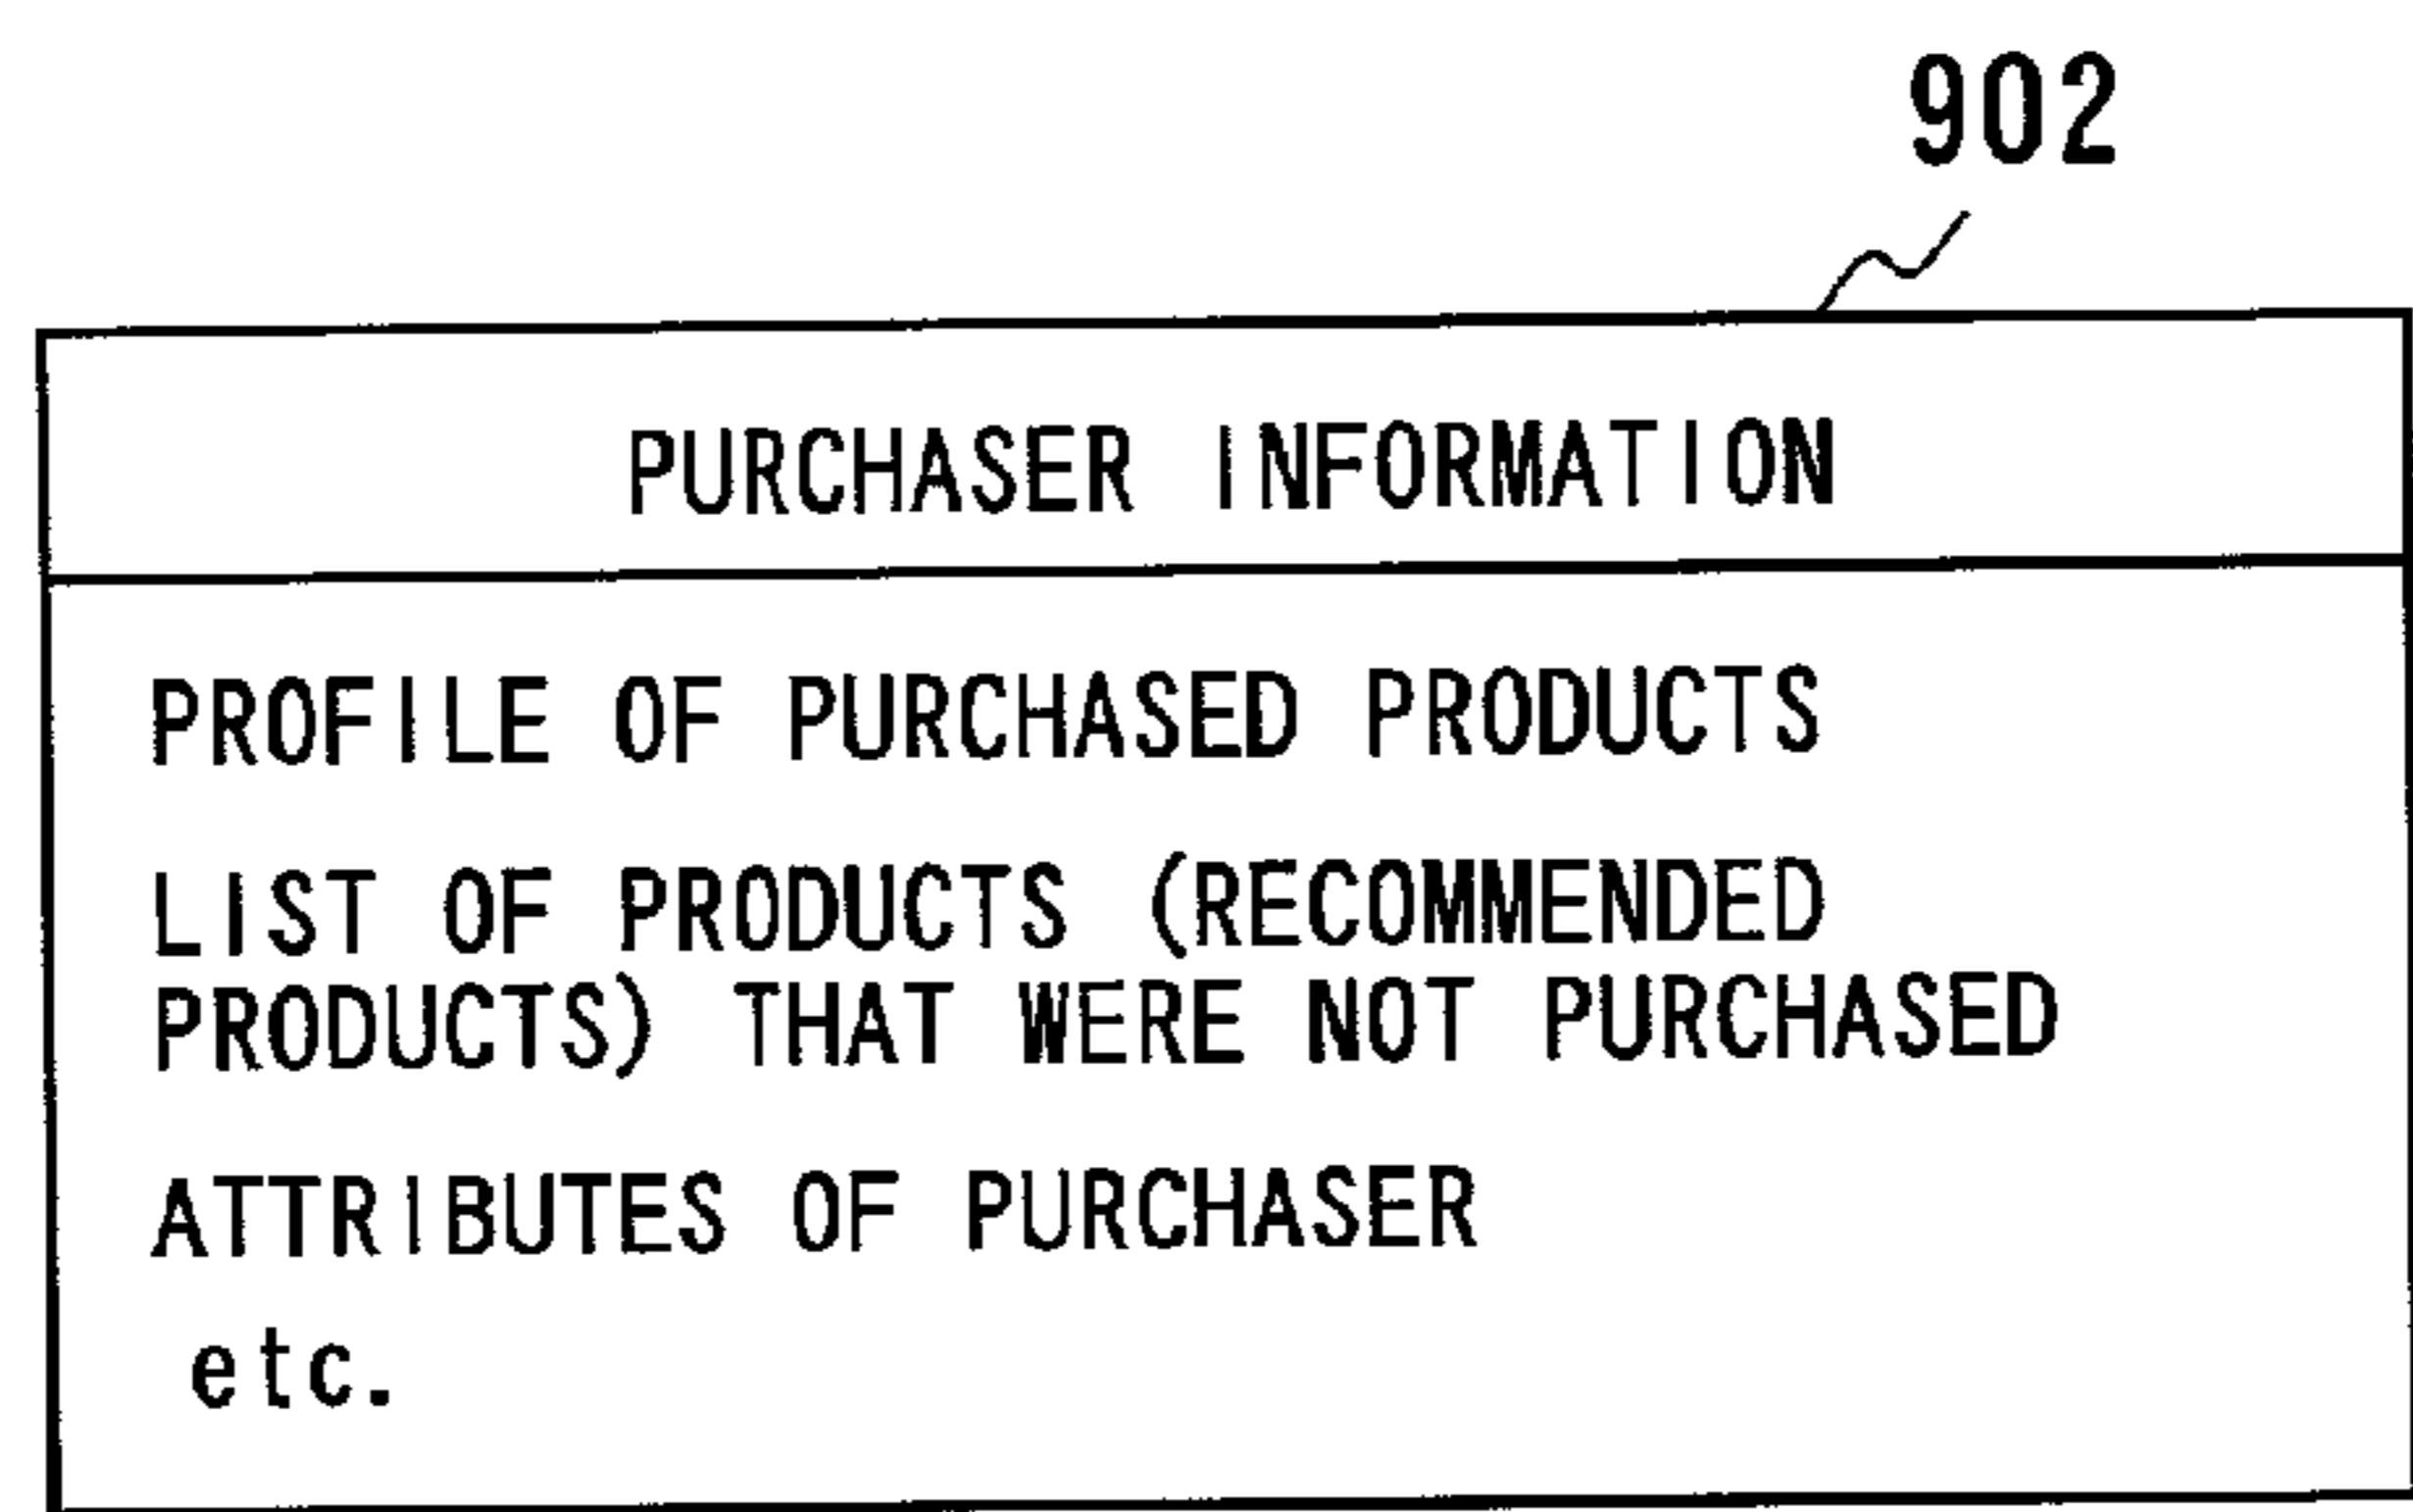 902
PURCHASER INFORMATION
PROFILE OF PURCHASED PRODUCTS
LIST OF PRODUCTS (RECOMMENDED
PRODUCTS) THAT WERE NOT PURCHASED
ATTRIBUTES OF PURCHASER
etc.